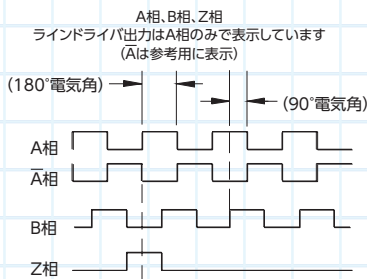 A相、B相、Z相
ラインドライバ出力はA相のみで表示しています
(A̅は参考用に表示)
(180°電気角)
(90°電気角)
A相
A̅相
B相
Z相